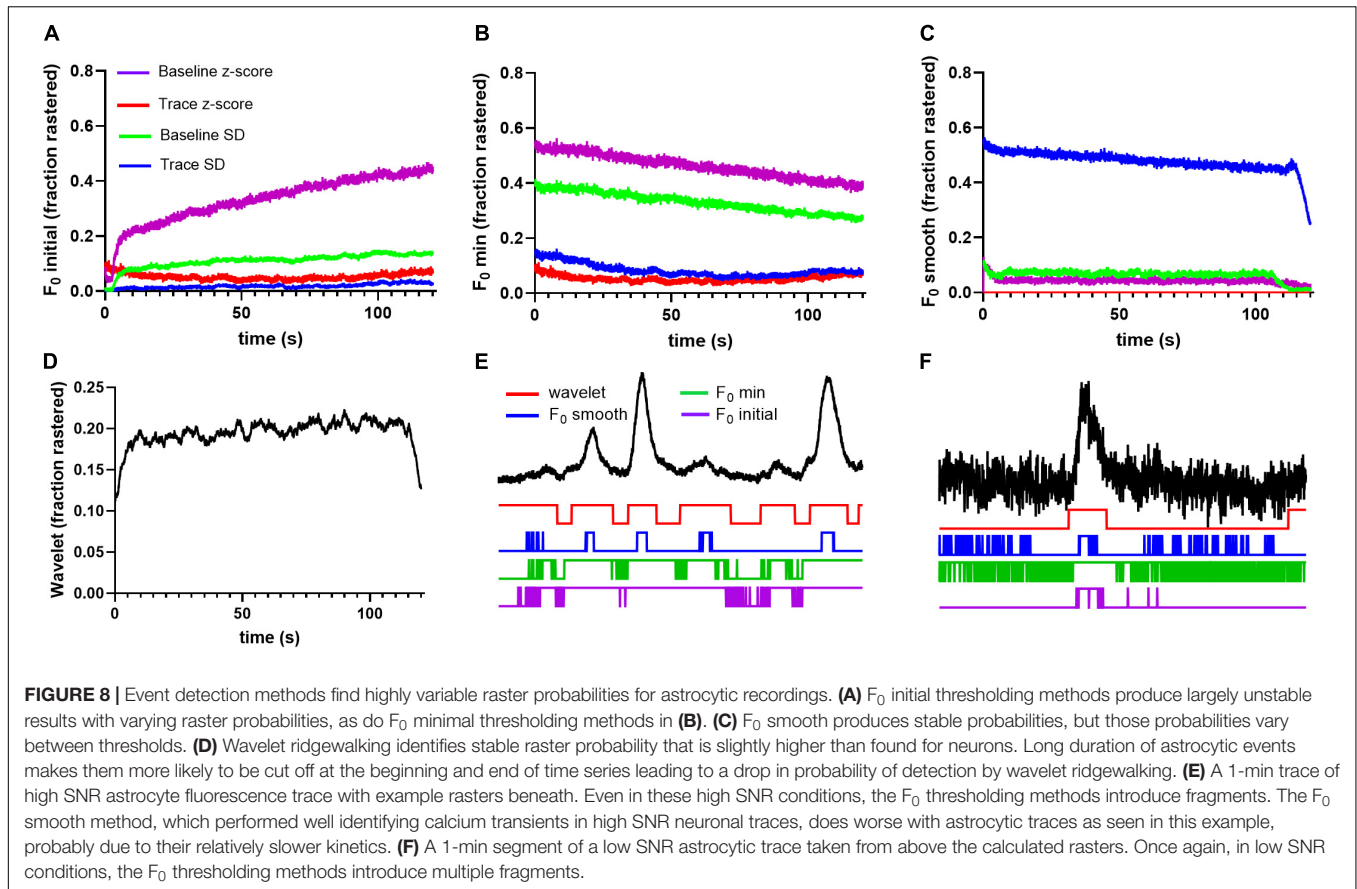 A
F0 initial (fraction rastered)
0.8
0.6
0.4
0.2
0.0
Baseline z-score
Trace z-score
Baseline SD
Trace SD
0
50
100
time (s)
B
F0 min (fraction rastered)
0.8
0.6
0.4
0.2
0.0
0
50
100
time (s)
C
F0 smooth (fraction rastered)
0.8
0.6
0.4
0.2
0.0
0
50
100
time (s)
D
Wavelet (fraction rastered)
0.25
0.20
0.15
0.10
0.05
0.00
0
50
100
time (s)
E
wavelet
F0 smooth
F0 min
F0 initial
F
FIGURE 8 | Event detection methods find highly variable raster probabilities for astrocytic recordings. (A) F0 initial thresholding methods produce largely unstable
results with varying raster probabilities, as do F0 minimal thresholding methods in (B). (C) F0 smooth produces stable probabilities, but those probabilities vary
between thresholds. (D) Wavelet ridgewalking identifies stable raster probability that is slightly higher than found for neurons. Long duration of astrocytic events
makes them more likely to be cut off at the beginning and end of time series leading to a drop in probability of detection by wavelet ridgewalking. (E) A 1-min trace of
high SNR astrocyte fluorescence trace with example rasters beneath. Even in these high SNR conditions, the F0 thresholding methods introduce fragments. The F0
smooth method, which performed well identifying calcium transients in high SNR neuronal traces, does worse with astrocytic traces as seen in this example,
probably due to their relatively slower kinetics. (F) A 1-min segment of a low SNR astrocytic trace taken from above the calculated rasters. Once again, in low SNR
conditions, the F0 thresholding methods introduce multiple fragments.